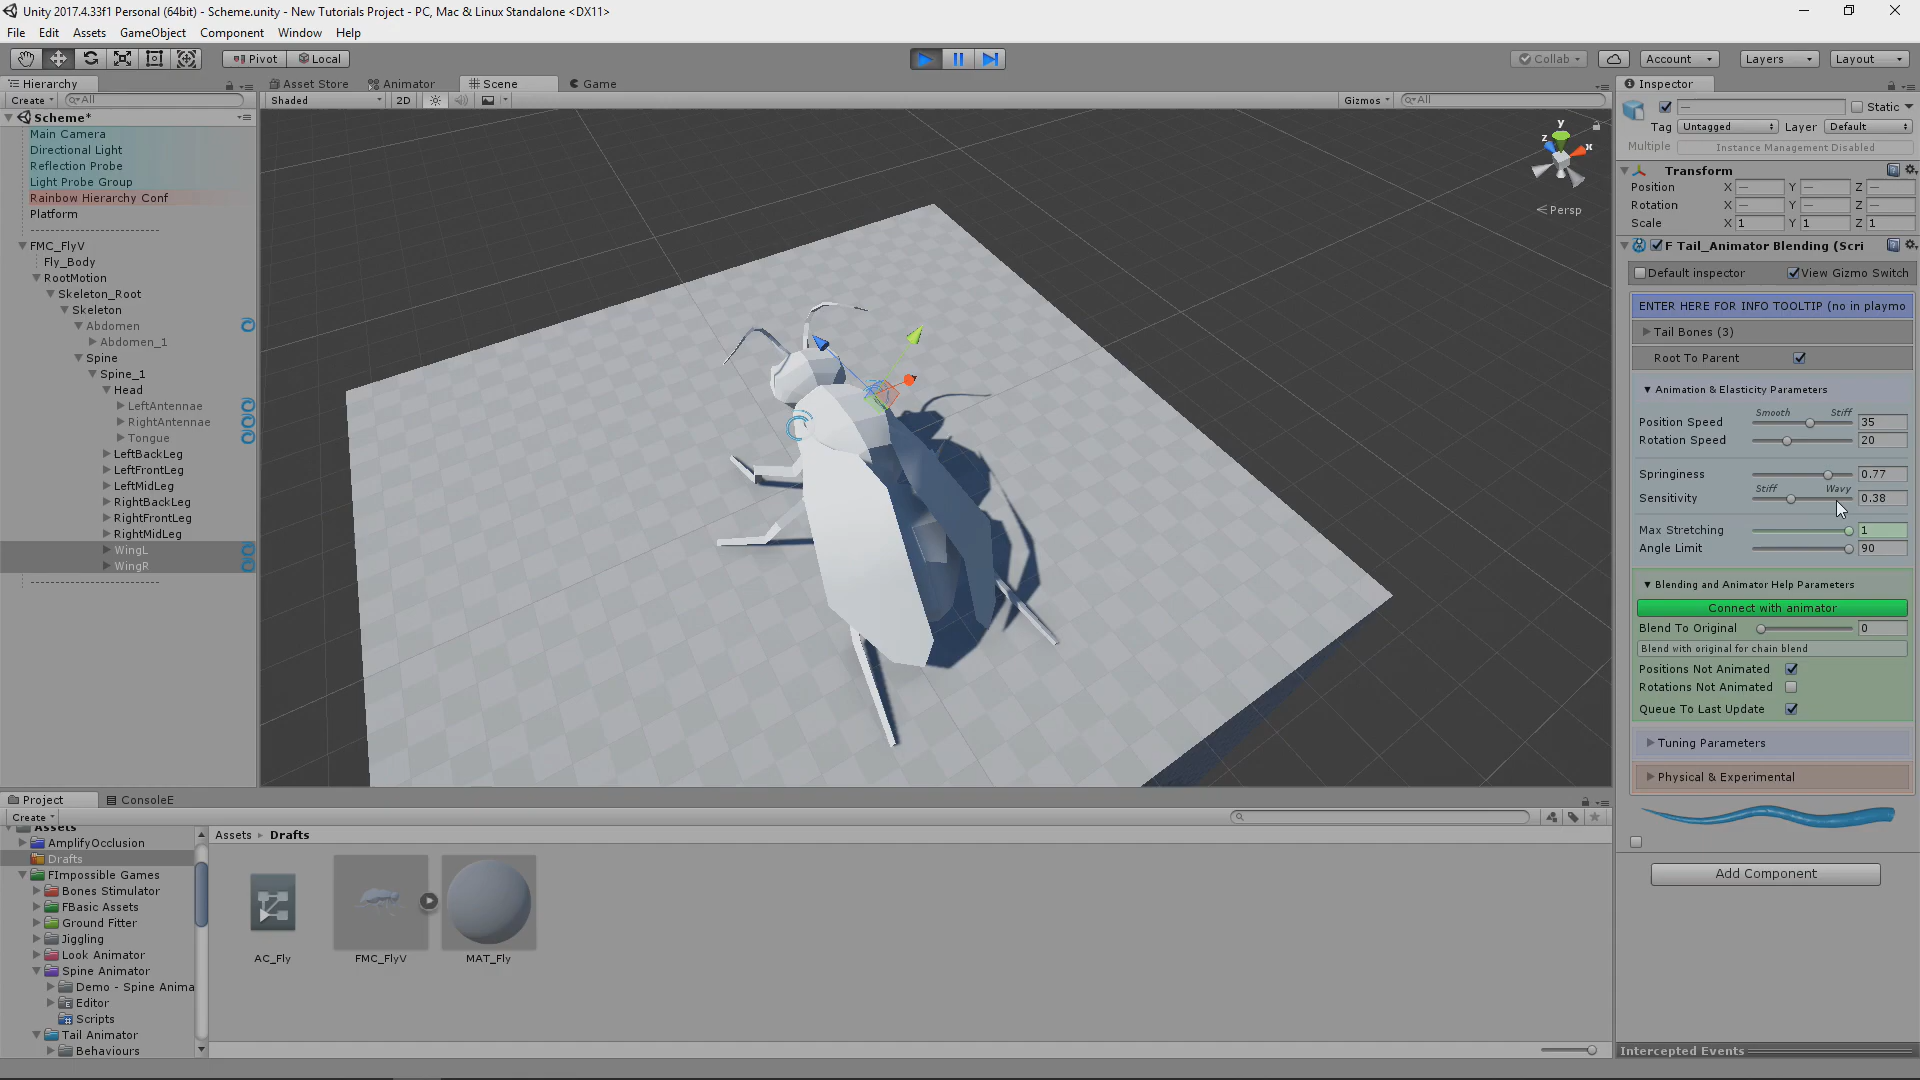 Unity 2017.4.33f1 Personal (64bit) - Scheme.unity - New Tutorials Project - PC, Mac & Linux Standalone <DX11>
File Edit Assets GameObject Component Window Help
Pivot Local Collab Account Layers Layout
Hierarchy
Create All
Scheme*
Main Camera
Directional Light
Reflection Probe
Light Probe Group
Rainbow Hierarchy Conf
Platform
-----------------------
FMC_FlyV
Fly_Body
RootMotion
Skeleton_Root
Skeleton
Abdomen
Abdomen_1
Spine
Spine_1
Head
LeftAntennae
RightAntennae
Tongue
LeftBackLeg
LeftFrontLeg
LeftMidLeg
RightBackLeg
RightFrontLeg
RightMidLeg
WingL
WingR
-----------------------
Asset Store Animator Scene Game
Shaded 2D Gizmos All
y
z x
Persp
Inspector
— Static
Tag Untagged Layer Default
Multiple Instance Management Disabled
Transform
Position X — Y — Z —
Rotation X — Y — Z —
Scale X 1 Y 1 Z 1
F Tail_Animator Blending (Scri
Default inspector View Gizmo Switch
ENTER HERE FOR INFO TOOLTIP (no in playmo
Tail Bones (3)
Root To Parent
Animation & Elasticity Parameters
Smooth Stiff
Position Speed 35
Rotation Speed 20
Springiness 0.77
Stiff Wavy
Sensitivity 0.38
Max Stretching 1
Angle Limit 90
Blending and Animator Help Parameters
Connect with animator
Blend To Original 0
Blend with original for chain blend
Positions Not Animated
Rotations Not Animated
Queue To Last Update
Tuning Parameters
Physical & Experimental
Add Component
Intercepted Events
Project ConsoleE
Create
Assets
AmplifyOcclusion
Drafts
FImpossible Games
Bones Stimulator
FBasic Assets
Ground Fitter
Jiggling
Look Animator
Spine Animator
Demo - Spine Anima
Editor
Scripts
Tail Animator
Behaviours
Assets Drafts
AC_Fly FMC_FlyV MAT_Fly